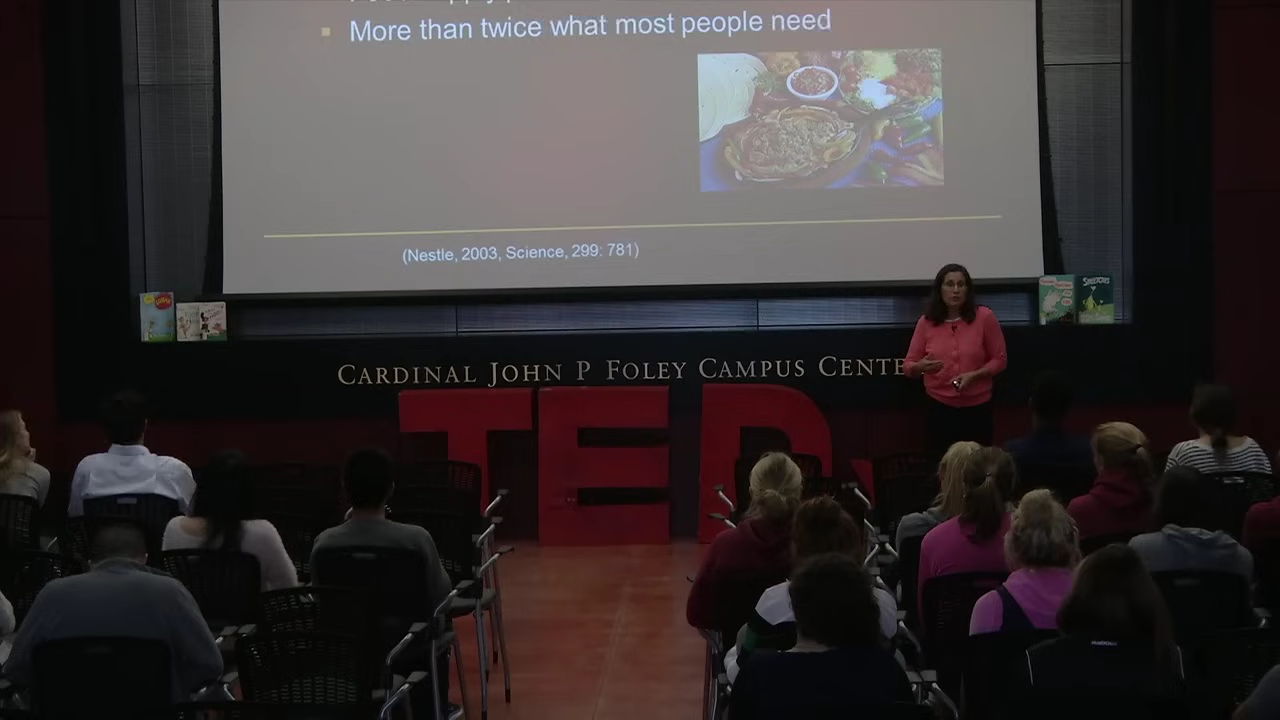 More than twice what most people need
(Nestle, 2003, Science, 299: 781)
CARDINAL JOHN P FOLEY CAMPUS CENTE
TED